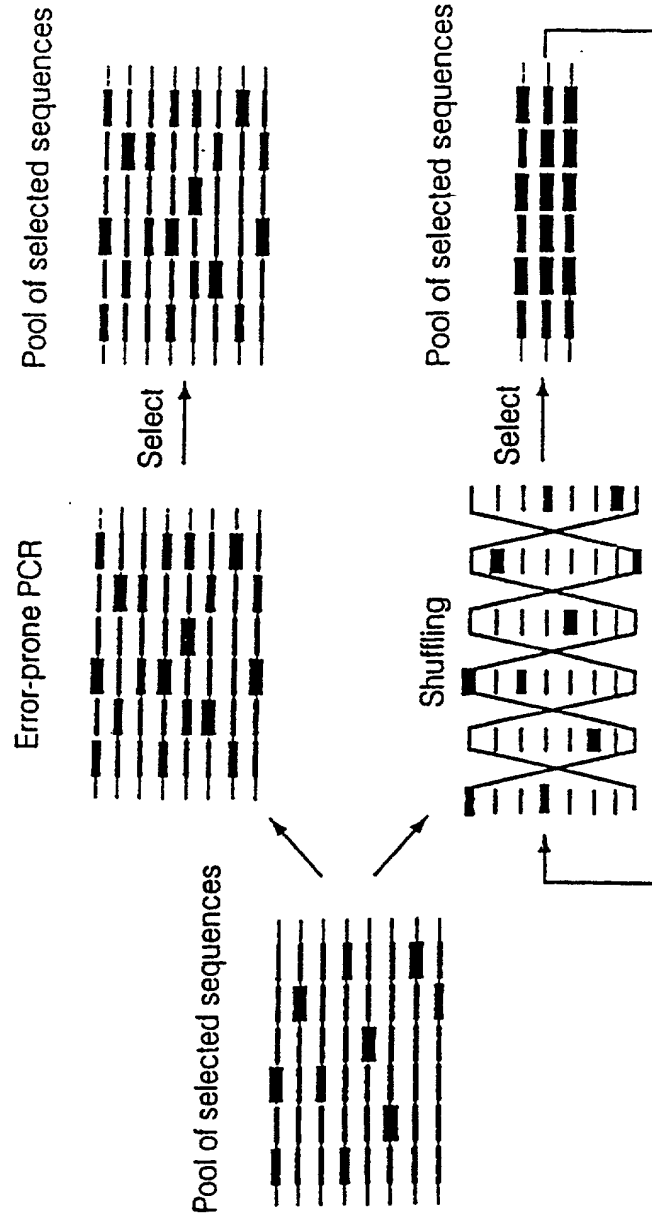 Pool of selected sequences
Error-prone PCR
Select
Pool of selected sequences
Shuffling
Select
Pool of selected sequences